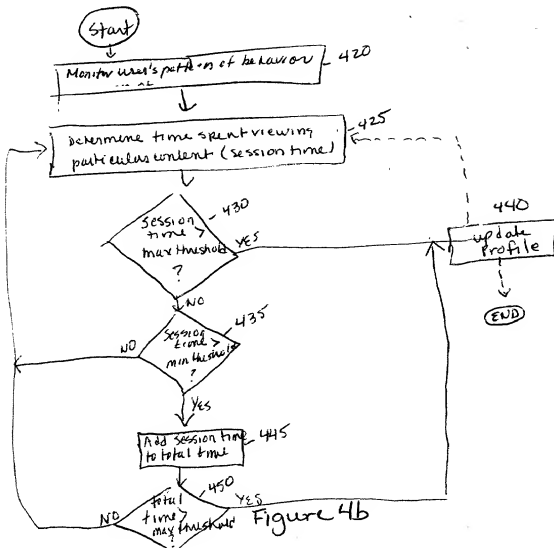 Start
Monitor user's pattern of behavior
420
Determine time spent viewing
particular content (session time)
425
Session
time >
max threshold
?
430
YES
440
update
Profile
END
NO
Session
time >
min threshold
?
435
NO
YES
Add session time
to total time
445
total
time >
max threshold
?
450
YES
NO
Figure 4b